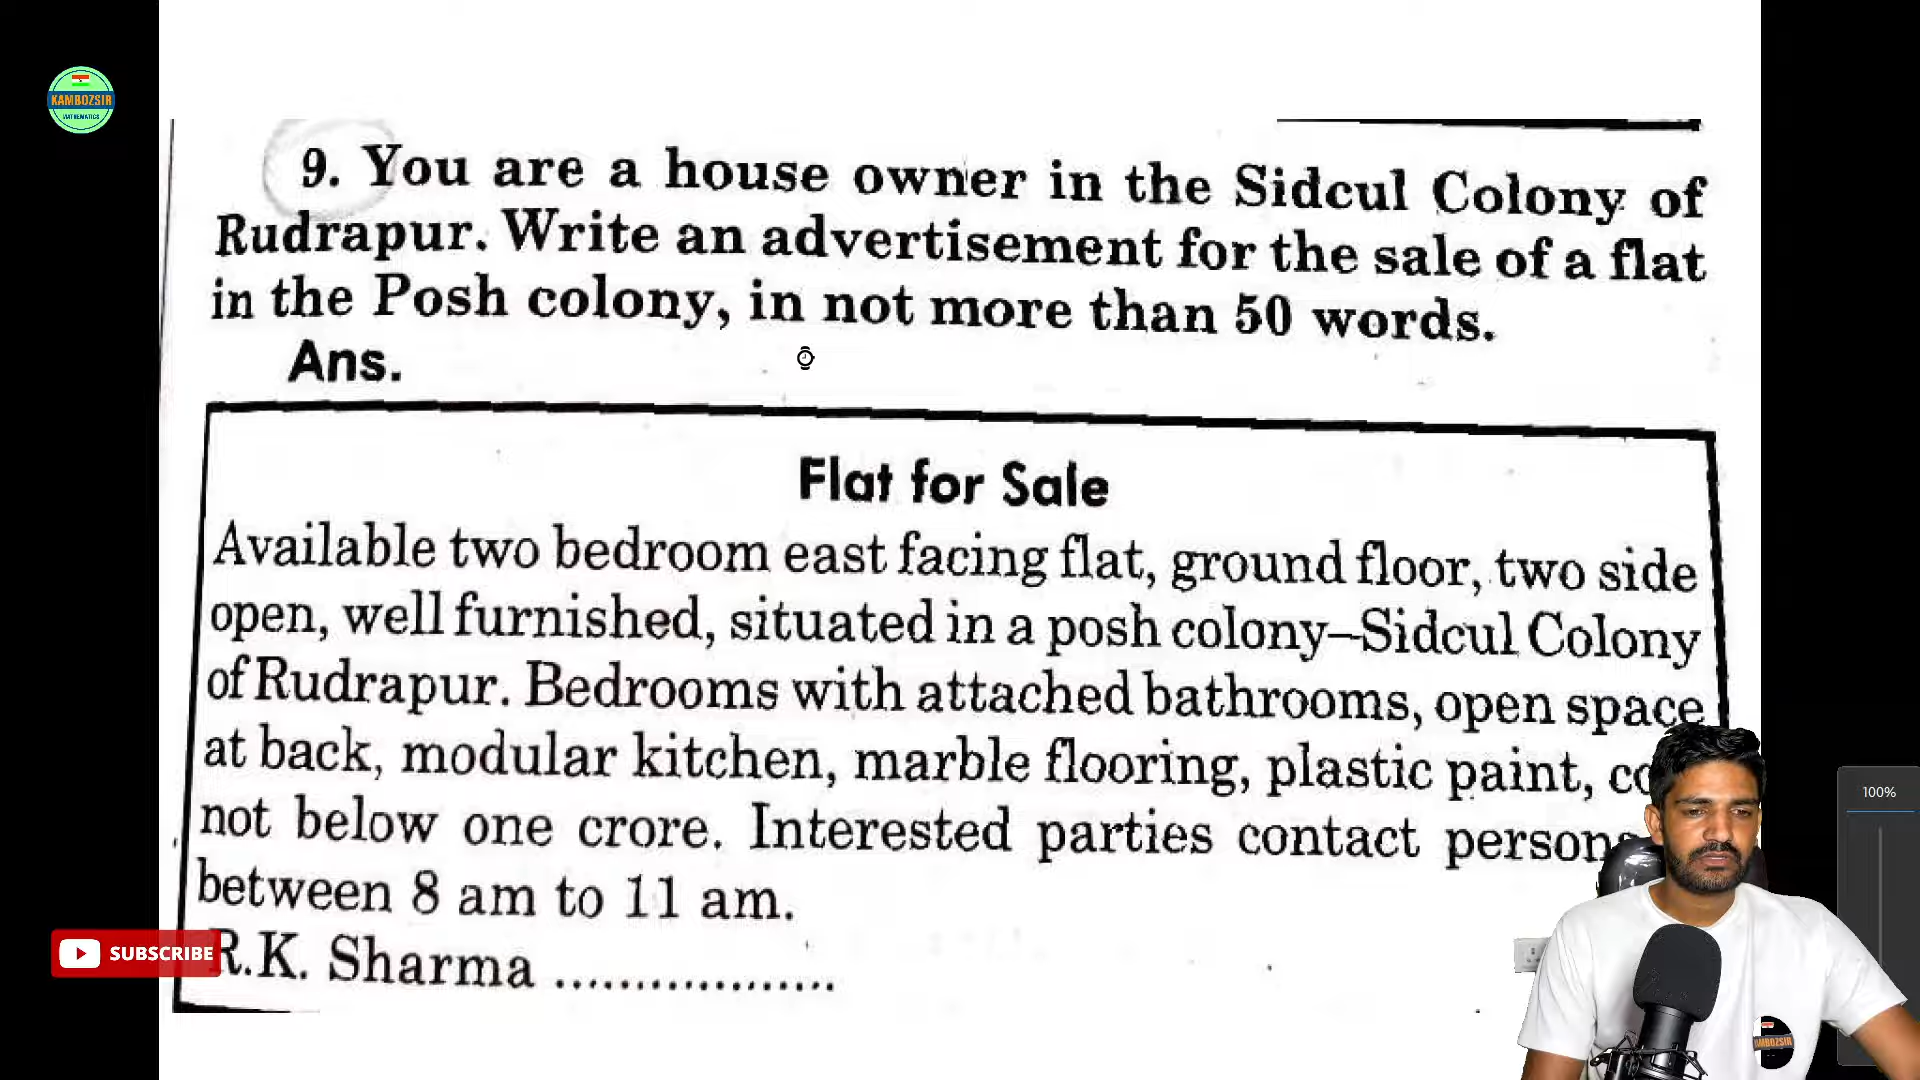 KAMBOZSIR
MATHEMATICS
9. You are a house owner in the Sidcul Colony of
Rudrapur. Write an advertisement for the sale of a flat
in the Posh colony, in not more than 50 words.
Ans.
Flat for Sale
Available two bedroom east facing flat, ground floor, two side
open, well furnished, situated in a posh colony–Sidcul Colony
of Rudrapur. Bedrooms with attached bathrooms, open space
at back, modular kitchen, marble flooring, plastic paint,
not below one crore. Interested parties contact
between 8 am to 11 am.
R.K. Sharma ..................
SUBSCRIBE
100%